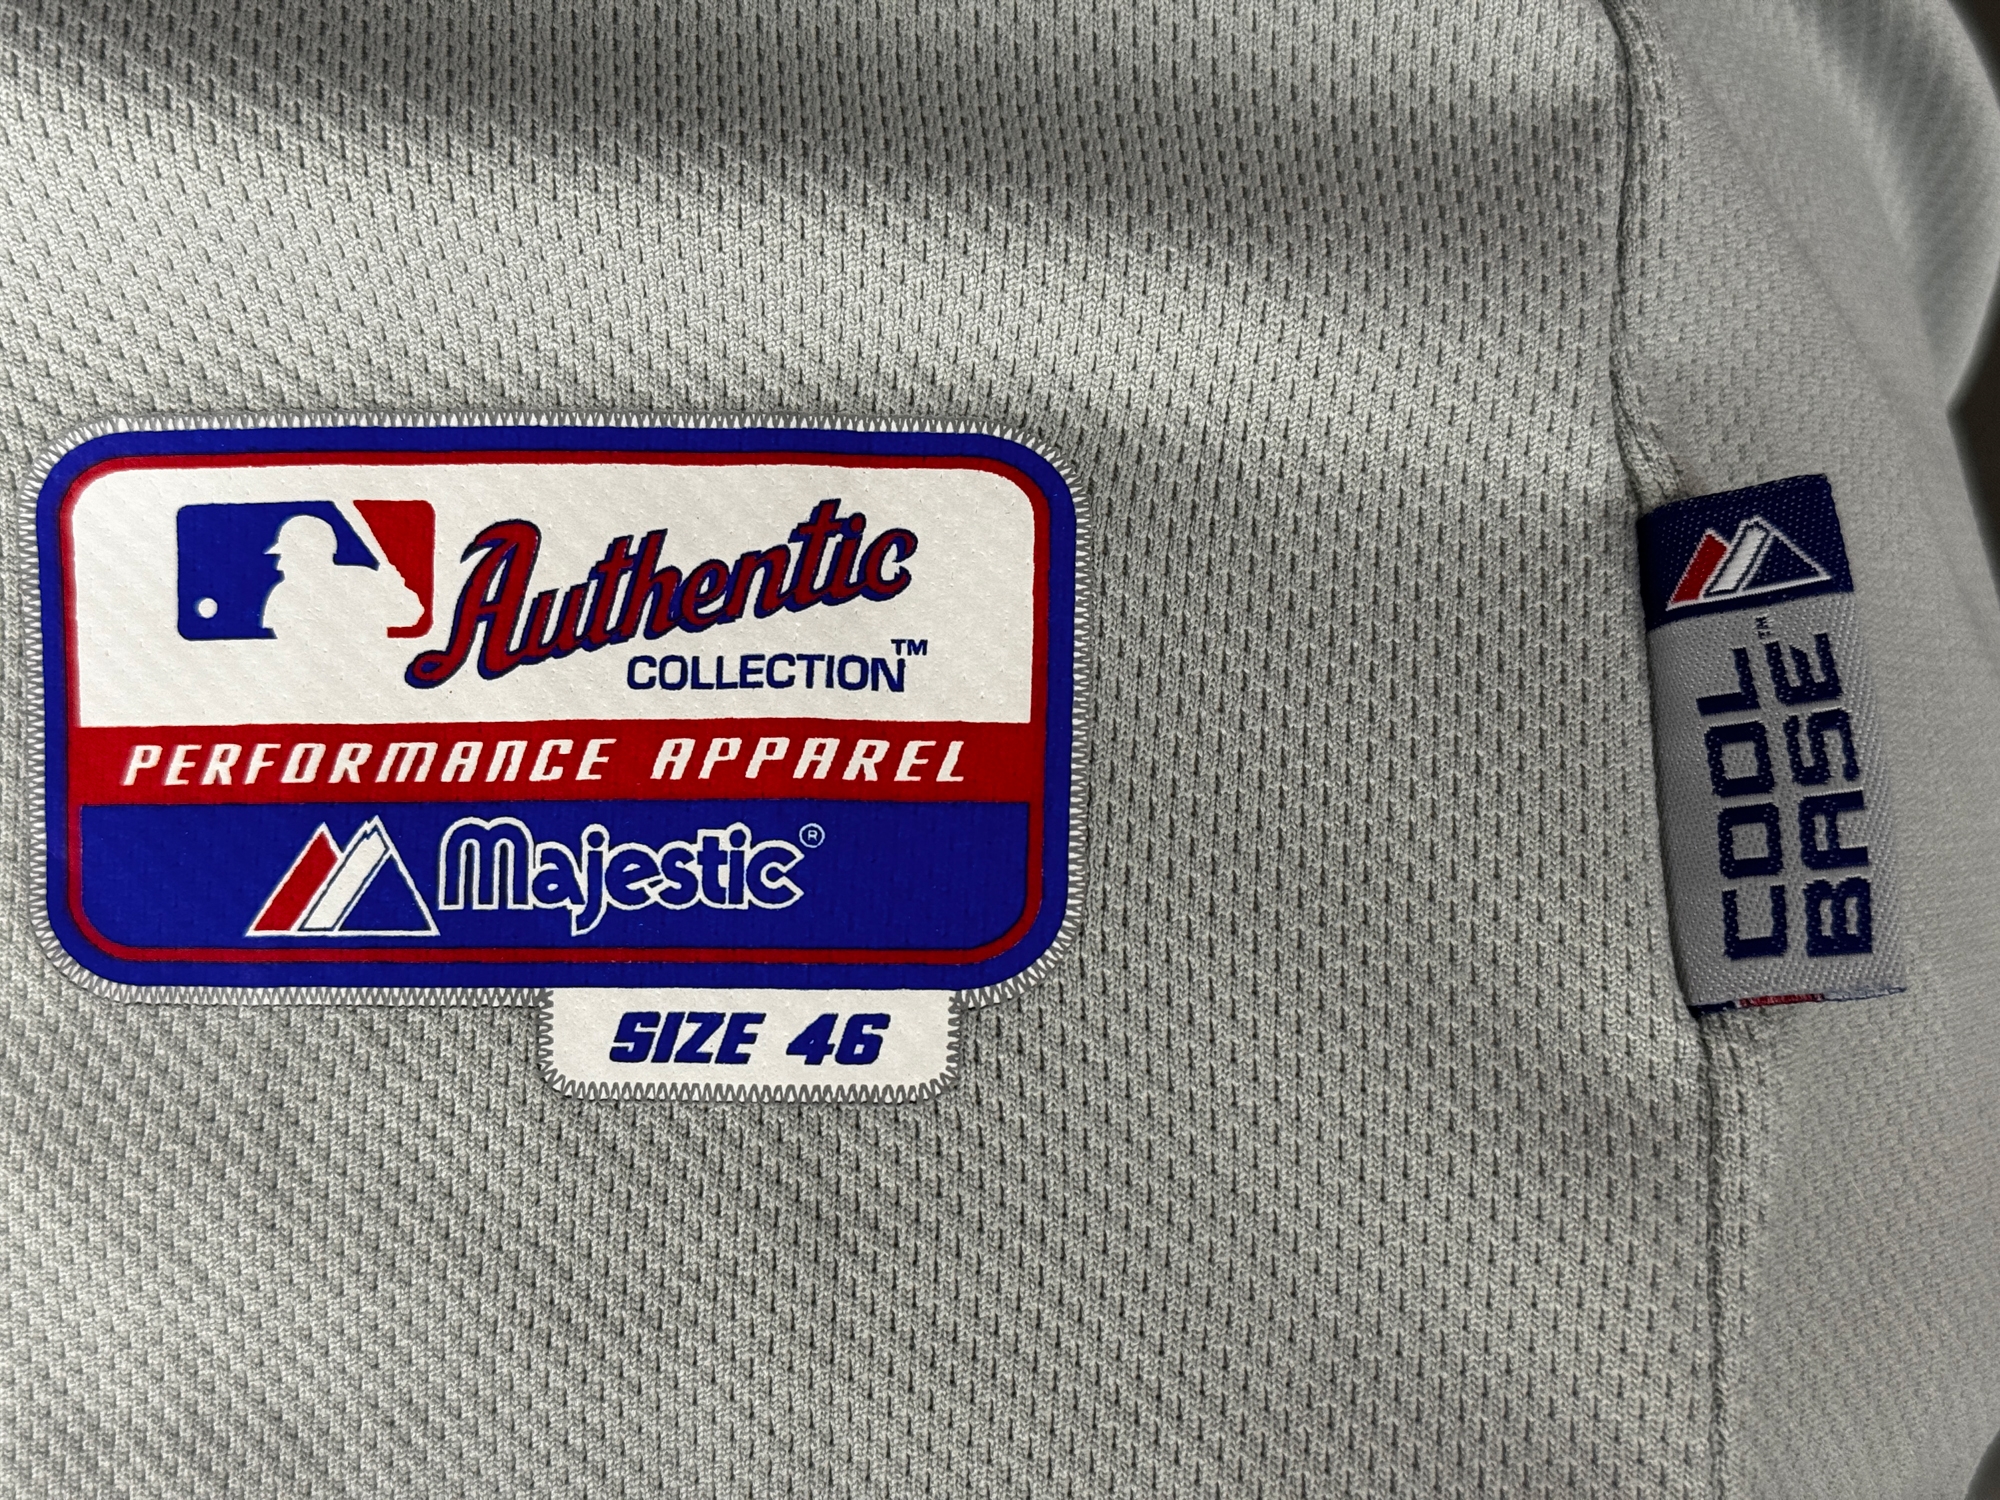 Authentic
COLLECTION™
PERFORMANCE APPAREL
Majestic®
SIZE 46
COOL
BASE™